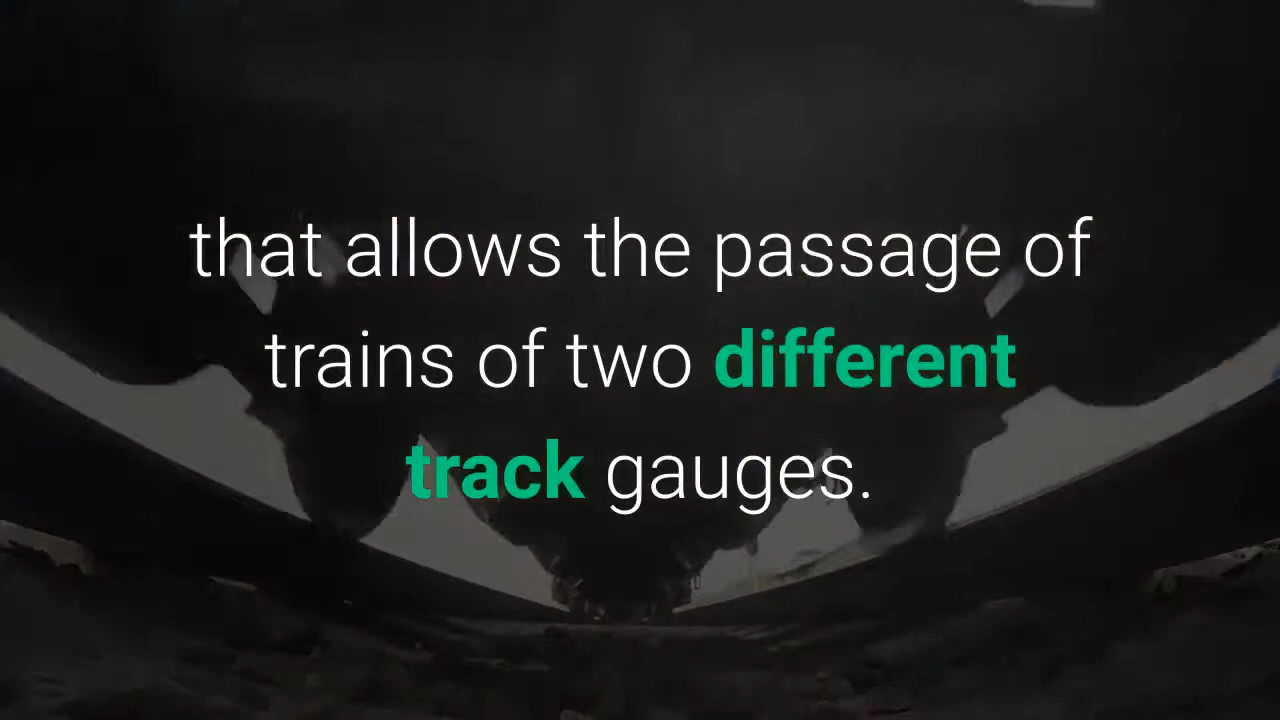 that allows the passage of
trains of two different
track gauges.